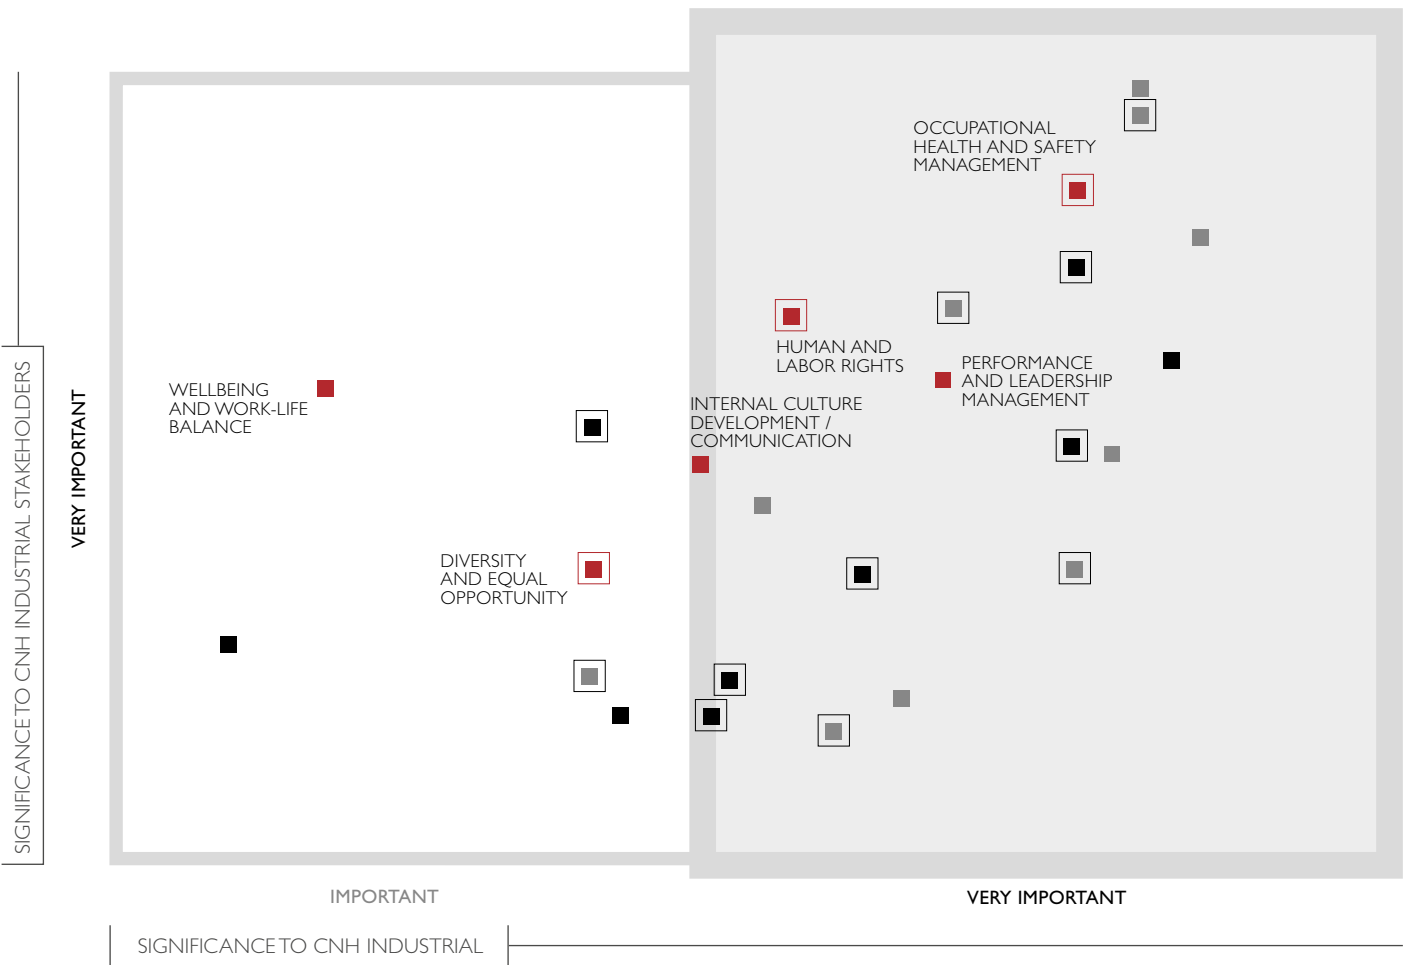 OCCUPATIONAL
HEALTH AND SAFETY
MANAGEMENT
HUMAN AND
LABOR RIGHTS
PERFORMANCE
AND LEADERSHIP
MANAGEMENT
WELLBEING
AND WORK-LIFE
BALANCE
INTERNAL CULTURE
DEVELOPMENT /
COMMUNICATION
DIVERSITY
AND EQUAL
OPPORTUNITY
SIGNIFICANCE TO CNH INDUSTRIAL STAKEHOLDERS
VERY IMPORTANT
IMPORTANT
VERY IMPORTANT
SIGNIFICANCE TO CNH INDUSTRIAL